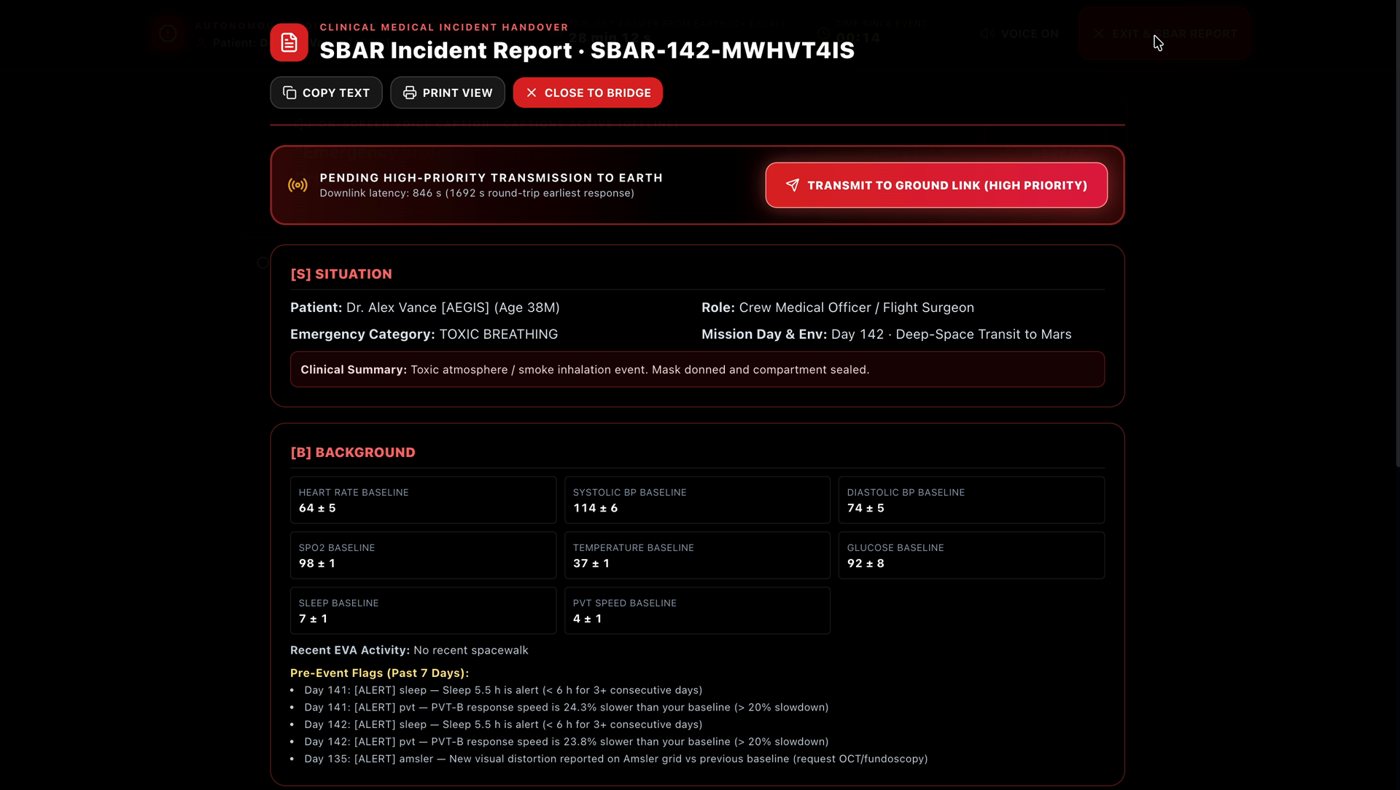 CLINICAL MEDICAL INCIDENT HANDOVER
SBAR Incident Report · SBAR-142-MWHVT4IS
VOICE ON
EXIT & SBAR REPORT
COPY TEXT
PRINT VIEW
CLOSE TO BRIDGE
PENDING HIGH-PRIORITY TRANSMISSION TO EARTH
Downlink latency: 846 s (1692 s round-trip earliest response)
TRANSMIT TO GROUND LINK (HIGH PRIORITY)
[S] SITUATION
Patient: Dr. Alex Vance [AEGIS] (Age 38M)
Role: Crew Medical Officer / Flight Surgeon
Emergency Category: TOXIC BREATHING
Mission Day & Env: Day 142 · Deep-Space Transit to Mars
Clinical Summary: Toxic atmosphere / smoke inhalation event. Mask donned and compartment sealed.
[B] BACKGROUND
HEART RATE BASELINE
64 ± 5
SYSTOLIC BP BASELINE
114 ± 6
DIASTOLIC BP BASELINE
74 ± 5
SPO2 BASELINE
98 ± 1
TEMPERATURE BASELINE
37 ± 1
GLUCOSE BASELINE
92 ± 8
SLEEP BASELINE
7 ± 1
PVT SPEED BASELINE
4 ± 1
Recent EVA Activity: No recent spacewalk
Pre-Event Flags (Past 7 Days):
• Day 141: [ALERT] sleep — Sleep 5.5 h is alert (< 6 h for 3+ consecutive days)
• Day 141: [ALERT] pvt — PVT-B response speed is 24.3% slower than your baseline (> 20% slowdown)
• Day 142: [ALERT] sleep — Sleep 5.5 h is alert (< 6 h for 3+ consecutive days)
• Day 142: [ALERT] pvt — PVT-B response speed is 23.8% slower than your baseline (> 20% slowdown)
• Day 135: [ALERT] amsler — New visual distortion reported on Amsler grid vs previous baseline (request OCT/fundoscopy)